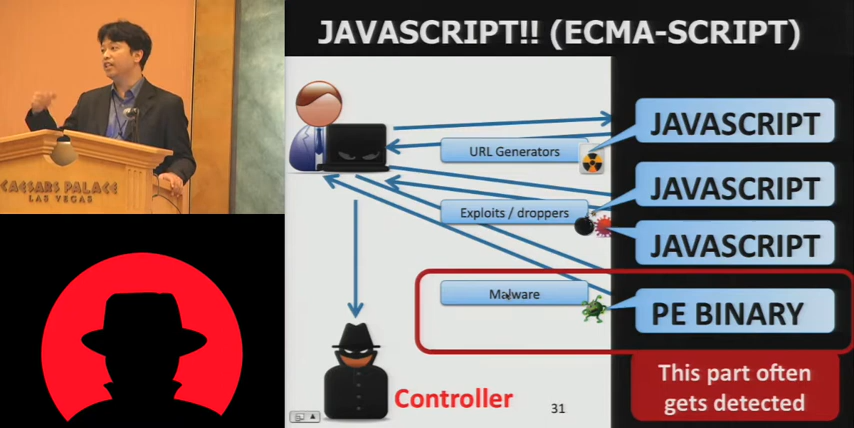 JAVASCRIPT!! (ECMA-SCRIPT)
CAESARS PALACE
LAS VEGAS
JAVASCRIPT
URL Generators
JAVASCRIPT
Exploits / droppers
JAVASCRIPT
Malware
PE BINARY
This part often
gets detected
Controller
31